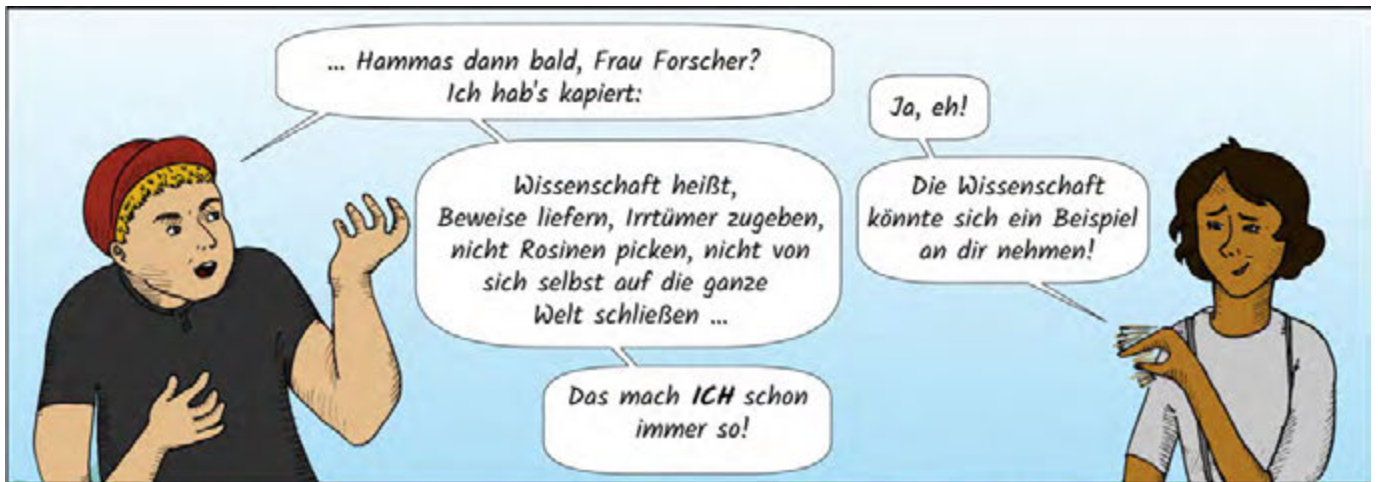 ... Hammas dann bald, Frau Forscher?
Ich hab's kapiert:
Wissenschaft heißt,
Beweise liefern, Irrtümer zugeben,
nicht Rosinen picken, nicht von
sich selbst auf die ganze
Welt schließen ...
Das mach ICH schon
immer so!
Ja, eh!
Die Wissenschaft
könnte sich ein Beispiel
an dir nehmen!